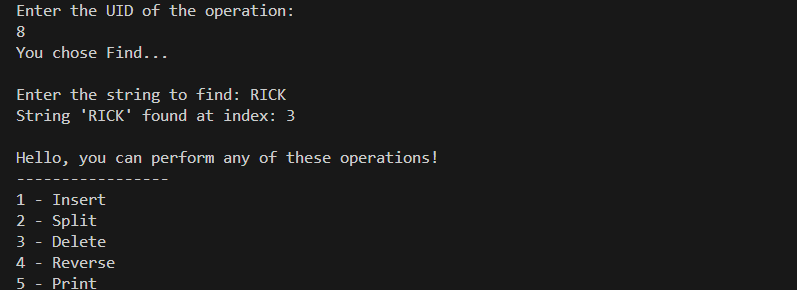 Enter the UID of the operation:
8
You chose Find...
Enter the string to find: RICK
String 'RICK' found at index: 3
Hello, you can perform any of these operations!
-----------------
1 - Insert
2 - Split
3 - Delete
4 - Reverse
5 - Print